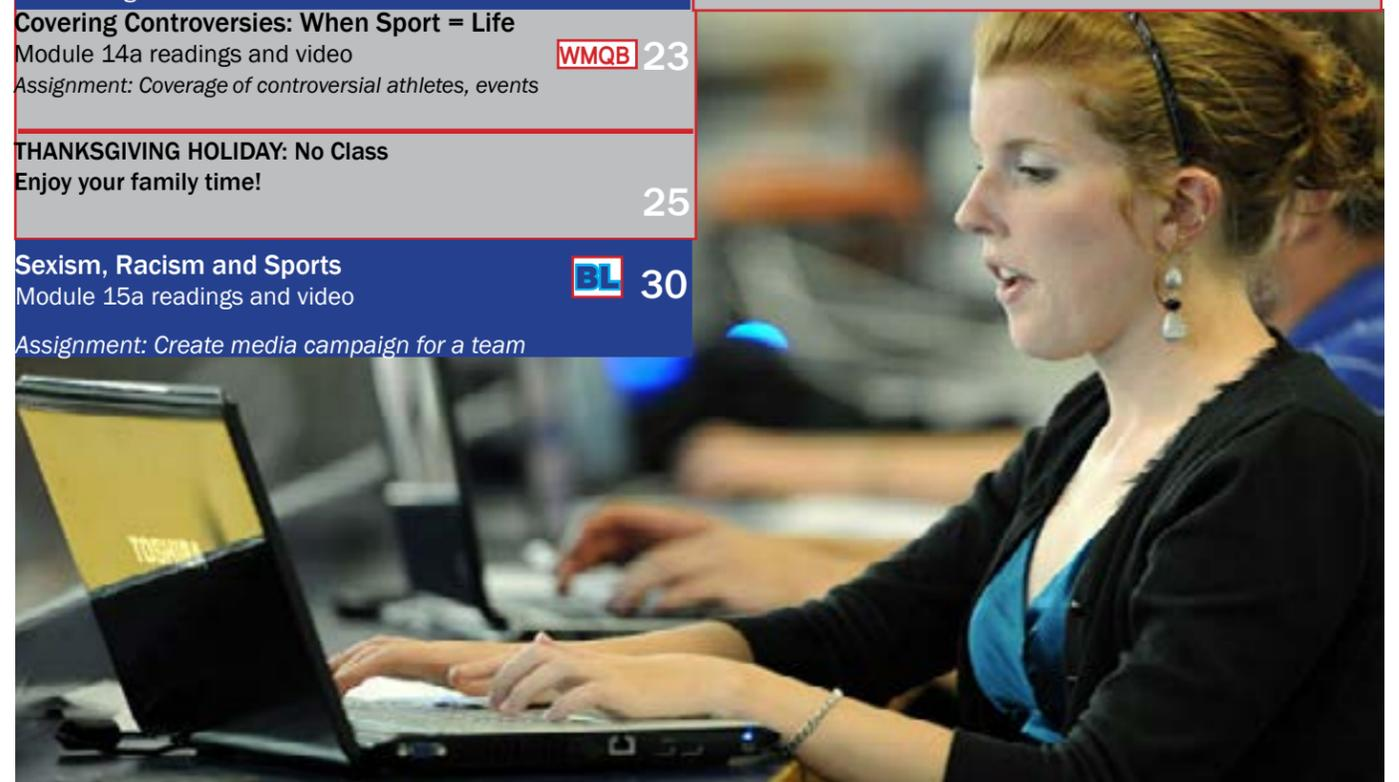 Covering Controversies: When Sport = Life
Module 14a readings and video
WMQB 23
Assignment: Coverage of controversial athletes, events
THANKSGIVING HOLIDAY: No Class
Enjoy your family time!
25
Sexism, Racism and Sports
Module 15a readings and video
BL 30
Assignment: Create media campaign for a team
TOSHIBA